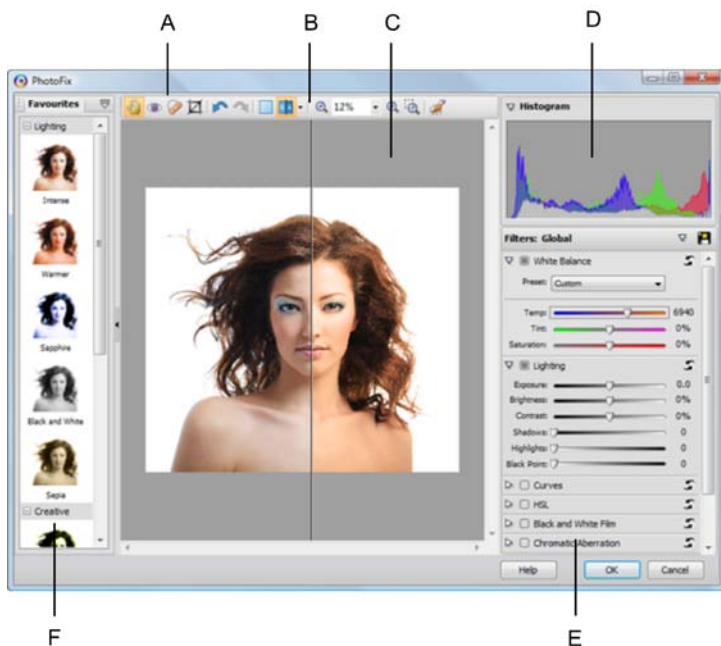 A
B
C
D
PhotoFix
Favourites
12%
Histogram
Lighting
Intense
Warmer
Sapphire
Black and White
Sepia
Creative
Filters: Global
White Balance
Preset: Custom
Temp: 6940
Tint: 0%
Saturation: 0%
Lighting
Exposure: 0.0
Brightness: 0%
Contrast: 0%
Shadows: 0
Highlights: 0
Black Point: 0
Curves
HSL
Black and White Film
Chromatic Aberration
Help
OK
Cancel
F
E